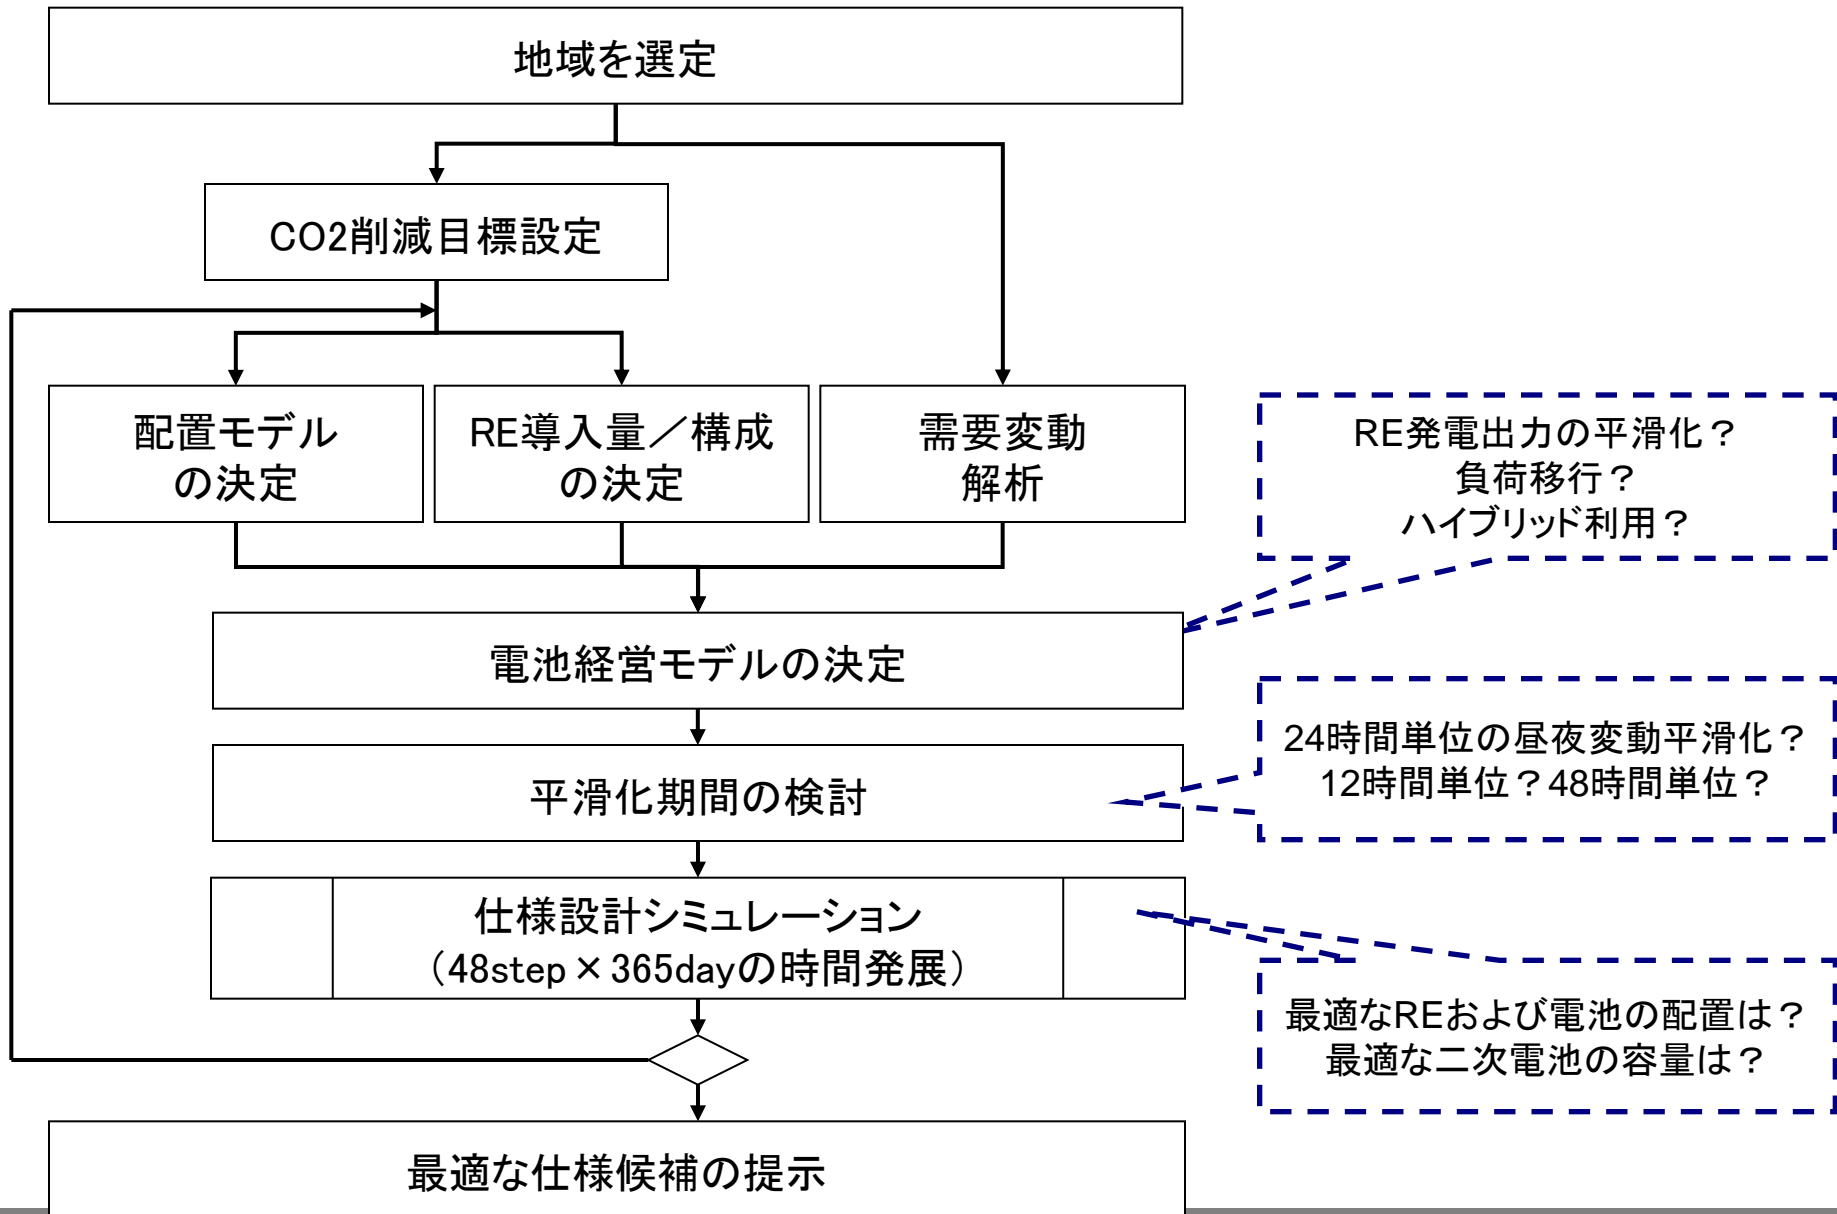 地域を選定
CO2削減目標設定
配置モデル
の決定
RE導入量／構成
の決定
需要変動
解析
RE発電出力の平滑化？
負荷移行？
ハイブリッド利用？
電池経営モデルの決定
24時間単位の昼夜変動平滑化？
12時間単位？48時間単位？
平滑化期間の検討
仕様設計シミュレーション
（48step×365dayの時間発展）
最適なREおよび電池の配置は？
最適な二次電池の容量は？
最適な仕様候補の提示